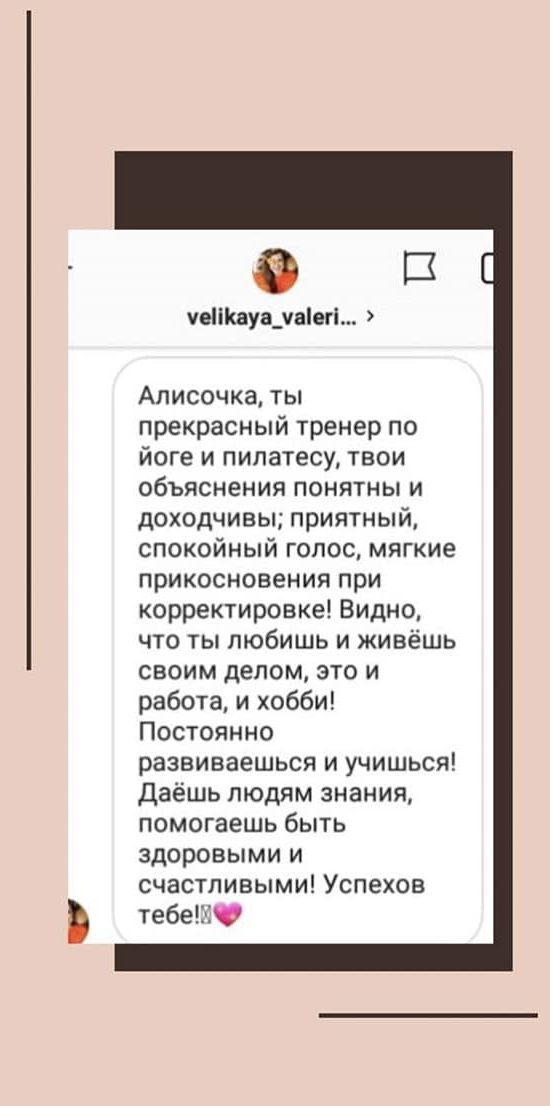 velikaya_valeri... >
Алисочка, ты
прекрасный тренер по
йоге и пилатесу, твои
объяснения понятны и
доходчивы; приятный,
спокойный голос, мягкие
прикосновения при
корректировке! Видно,
что ты любишь и живёшь
своим делом, это и
работа, и хобби!
Постоянно
развиваешься и учишься!
Даёшь людям знания,
помогаешь быть
здоровыми и
счастливыми! Успехов
тебе!💖